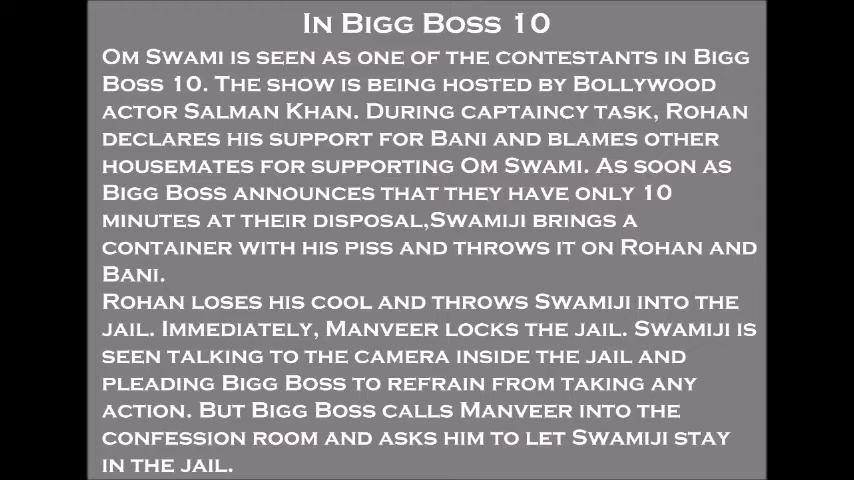 In Bigg Boss 10
Om Swami is seen as one of the contestants in Bigg
Boss 10. The show is being hosted by Bollywood
actor Salman Khan. During captaincy task, Rohan
declares his support for Bani and blames other
housemates for supporting Om Swami. As soon as
Bigg Boss announces that they have only 10
minutes at their disposal,Swamiji brings a
container with his piss and throws it on Rohan and
Bani.
Rohan loses his cool and throws Swamiji into the
jail. Immediately, Manveer locks the jail. Swamiji is
seen talking to the camera inside the jail and
pleading Bigg Boss to refrain from taking any
action. But Bigg Boss calls Manveer into the
confession room and asks him to let Swamiji stay
in the jail.